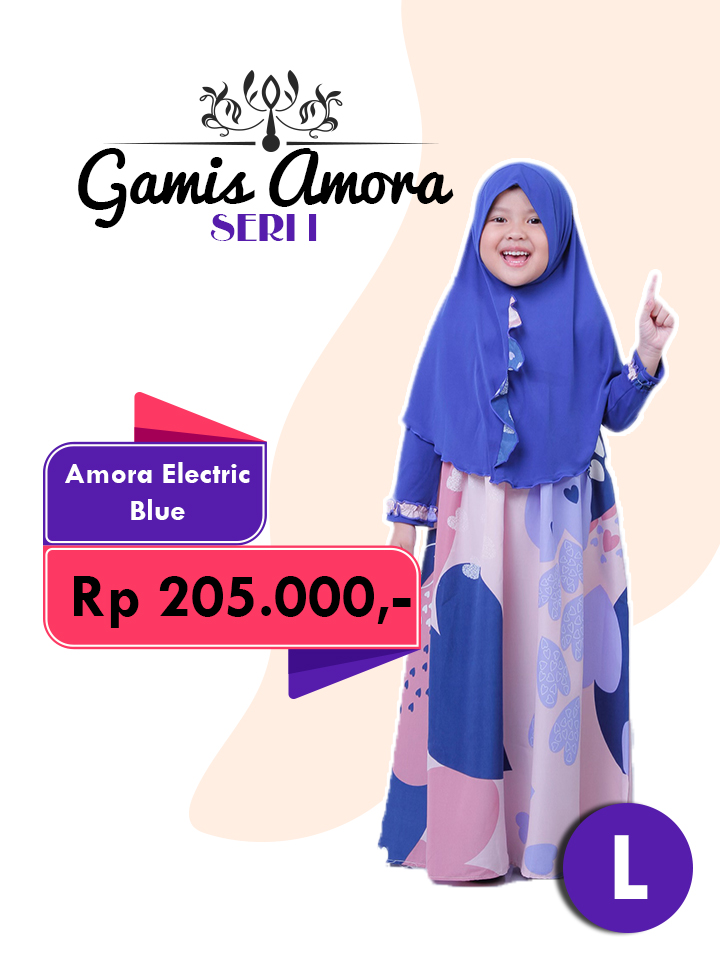 Gamis Amora
SERI I
Amora Electric
Blue
Rp 205.000,-
L